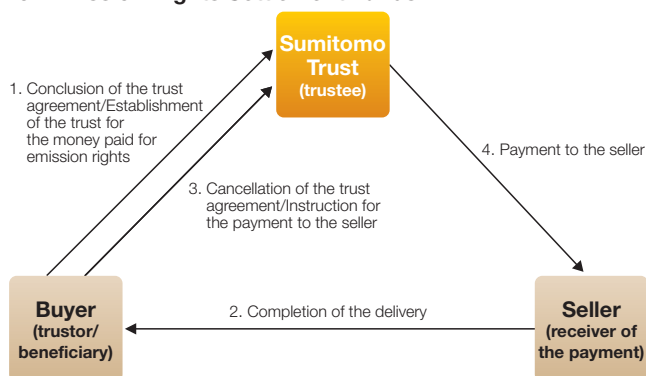 Sumitomo
Trust
(trustee)
1. Conclusion of the trust
agreement/Establishment
of the trust for
the money paid for
emission rights
4. Payment to the seller
3. Cancellation of the trust
agreement/Instruction for
the payment to the seller
Buyer
(trustor/
beneficiary)
2. Completion of the delivery
Seller
(receiver of
the payment)